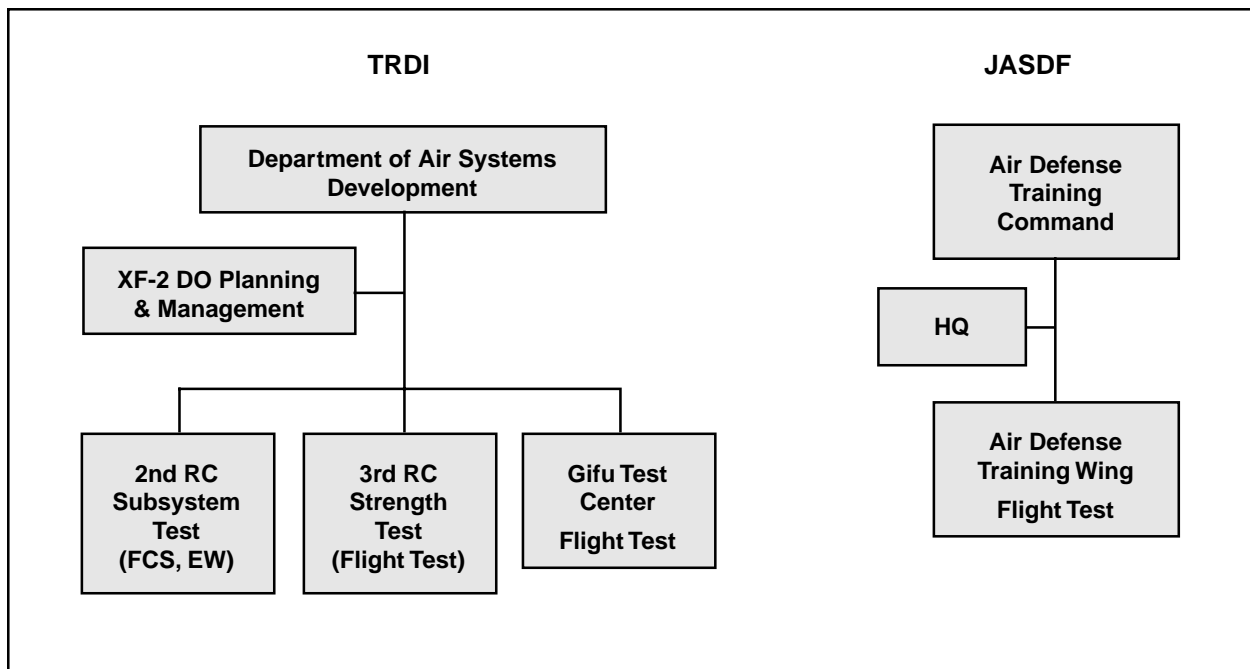 TRDI
Department of Air Systems
Development
XF-2 DO Planning
& Management
2nd RC
Subsystem
Test
(FCS, EW)
3rd RC
Strength
Test
(Flight Test)
Gifu Test
Center
Flight Test
JASDF
Air Defense
Training
Command
HQ
Air Defense
Training Wing
Flight Test